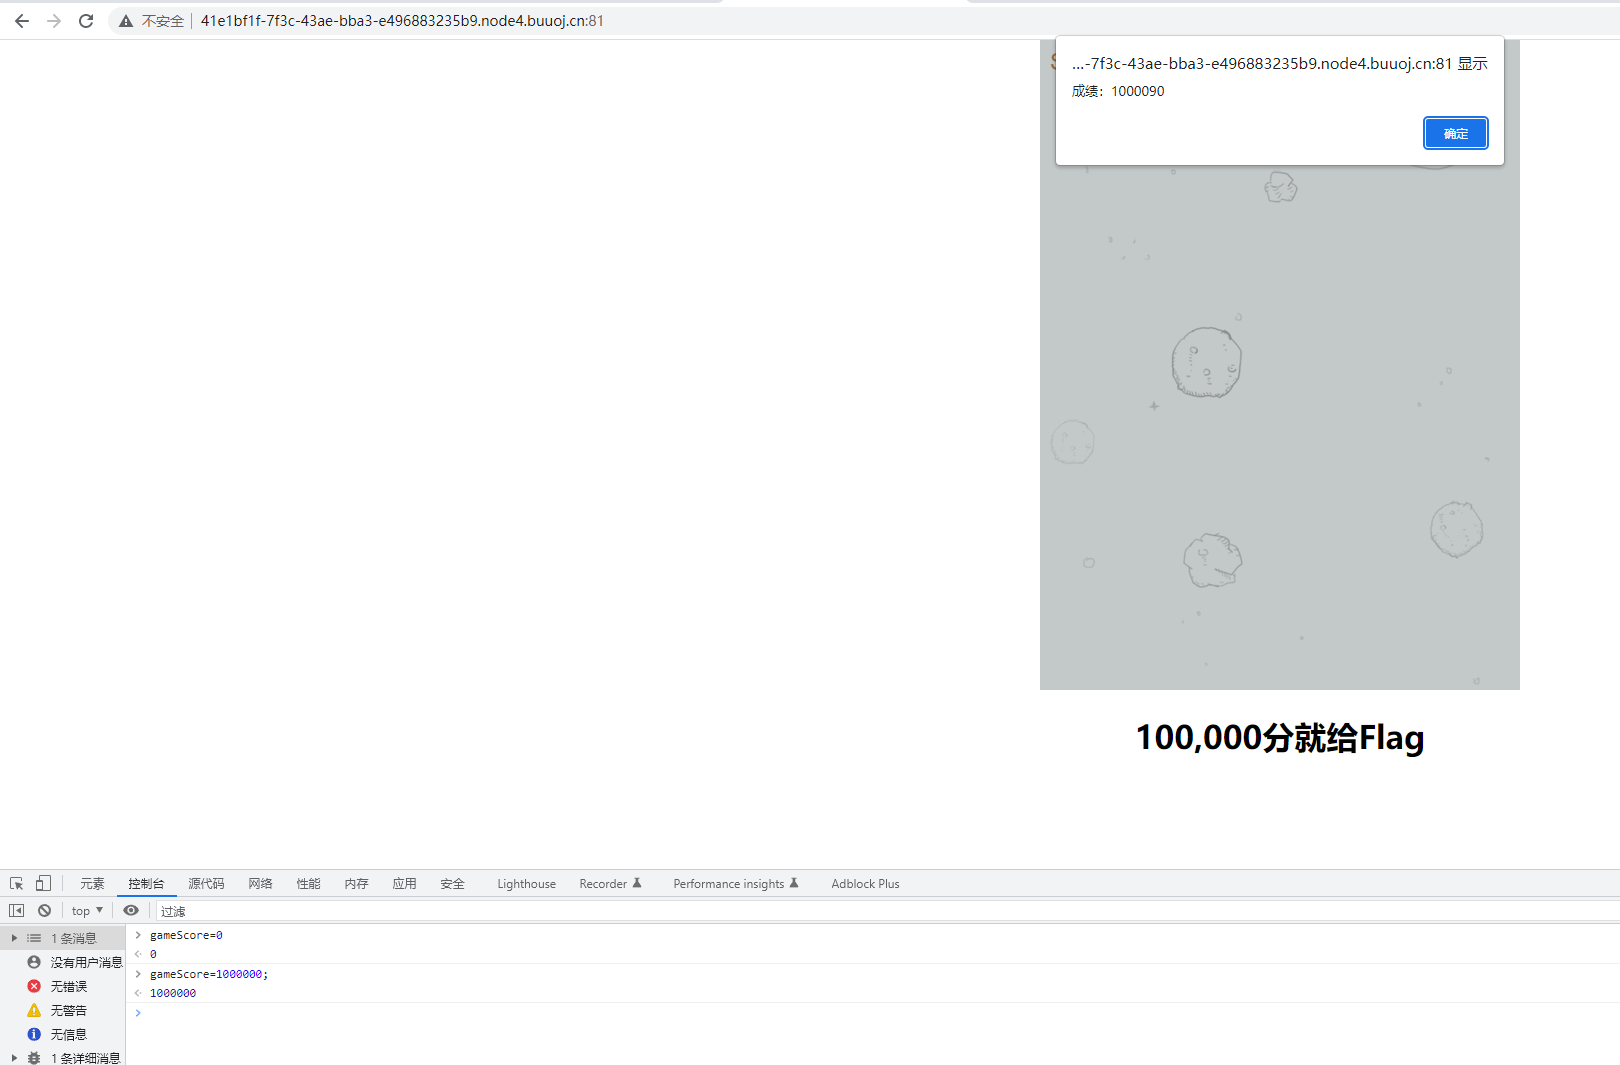 不安全 41e1bf1f-7f3c-43ae-bba3-e496883235b9.node4.buuoj.cn:81
...-7f3c-43ae-bba3-e496883235b9.node4.buuoj.cn:81 显示
成绩：1000090
确定
100,000分就给Flag
元素 控制台 源代码 网络 性能 内存 应用 安全 Lighthouse Recorder Performance insights Adblock Plus
top 过滤
1 条消息
没有用户消息
无错误
无警告
无信息
1 条详细消息
gameScore=0
0
gameScore=1000000;
1000000